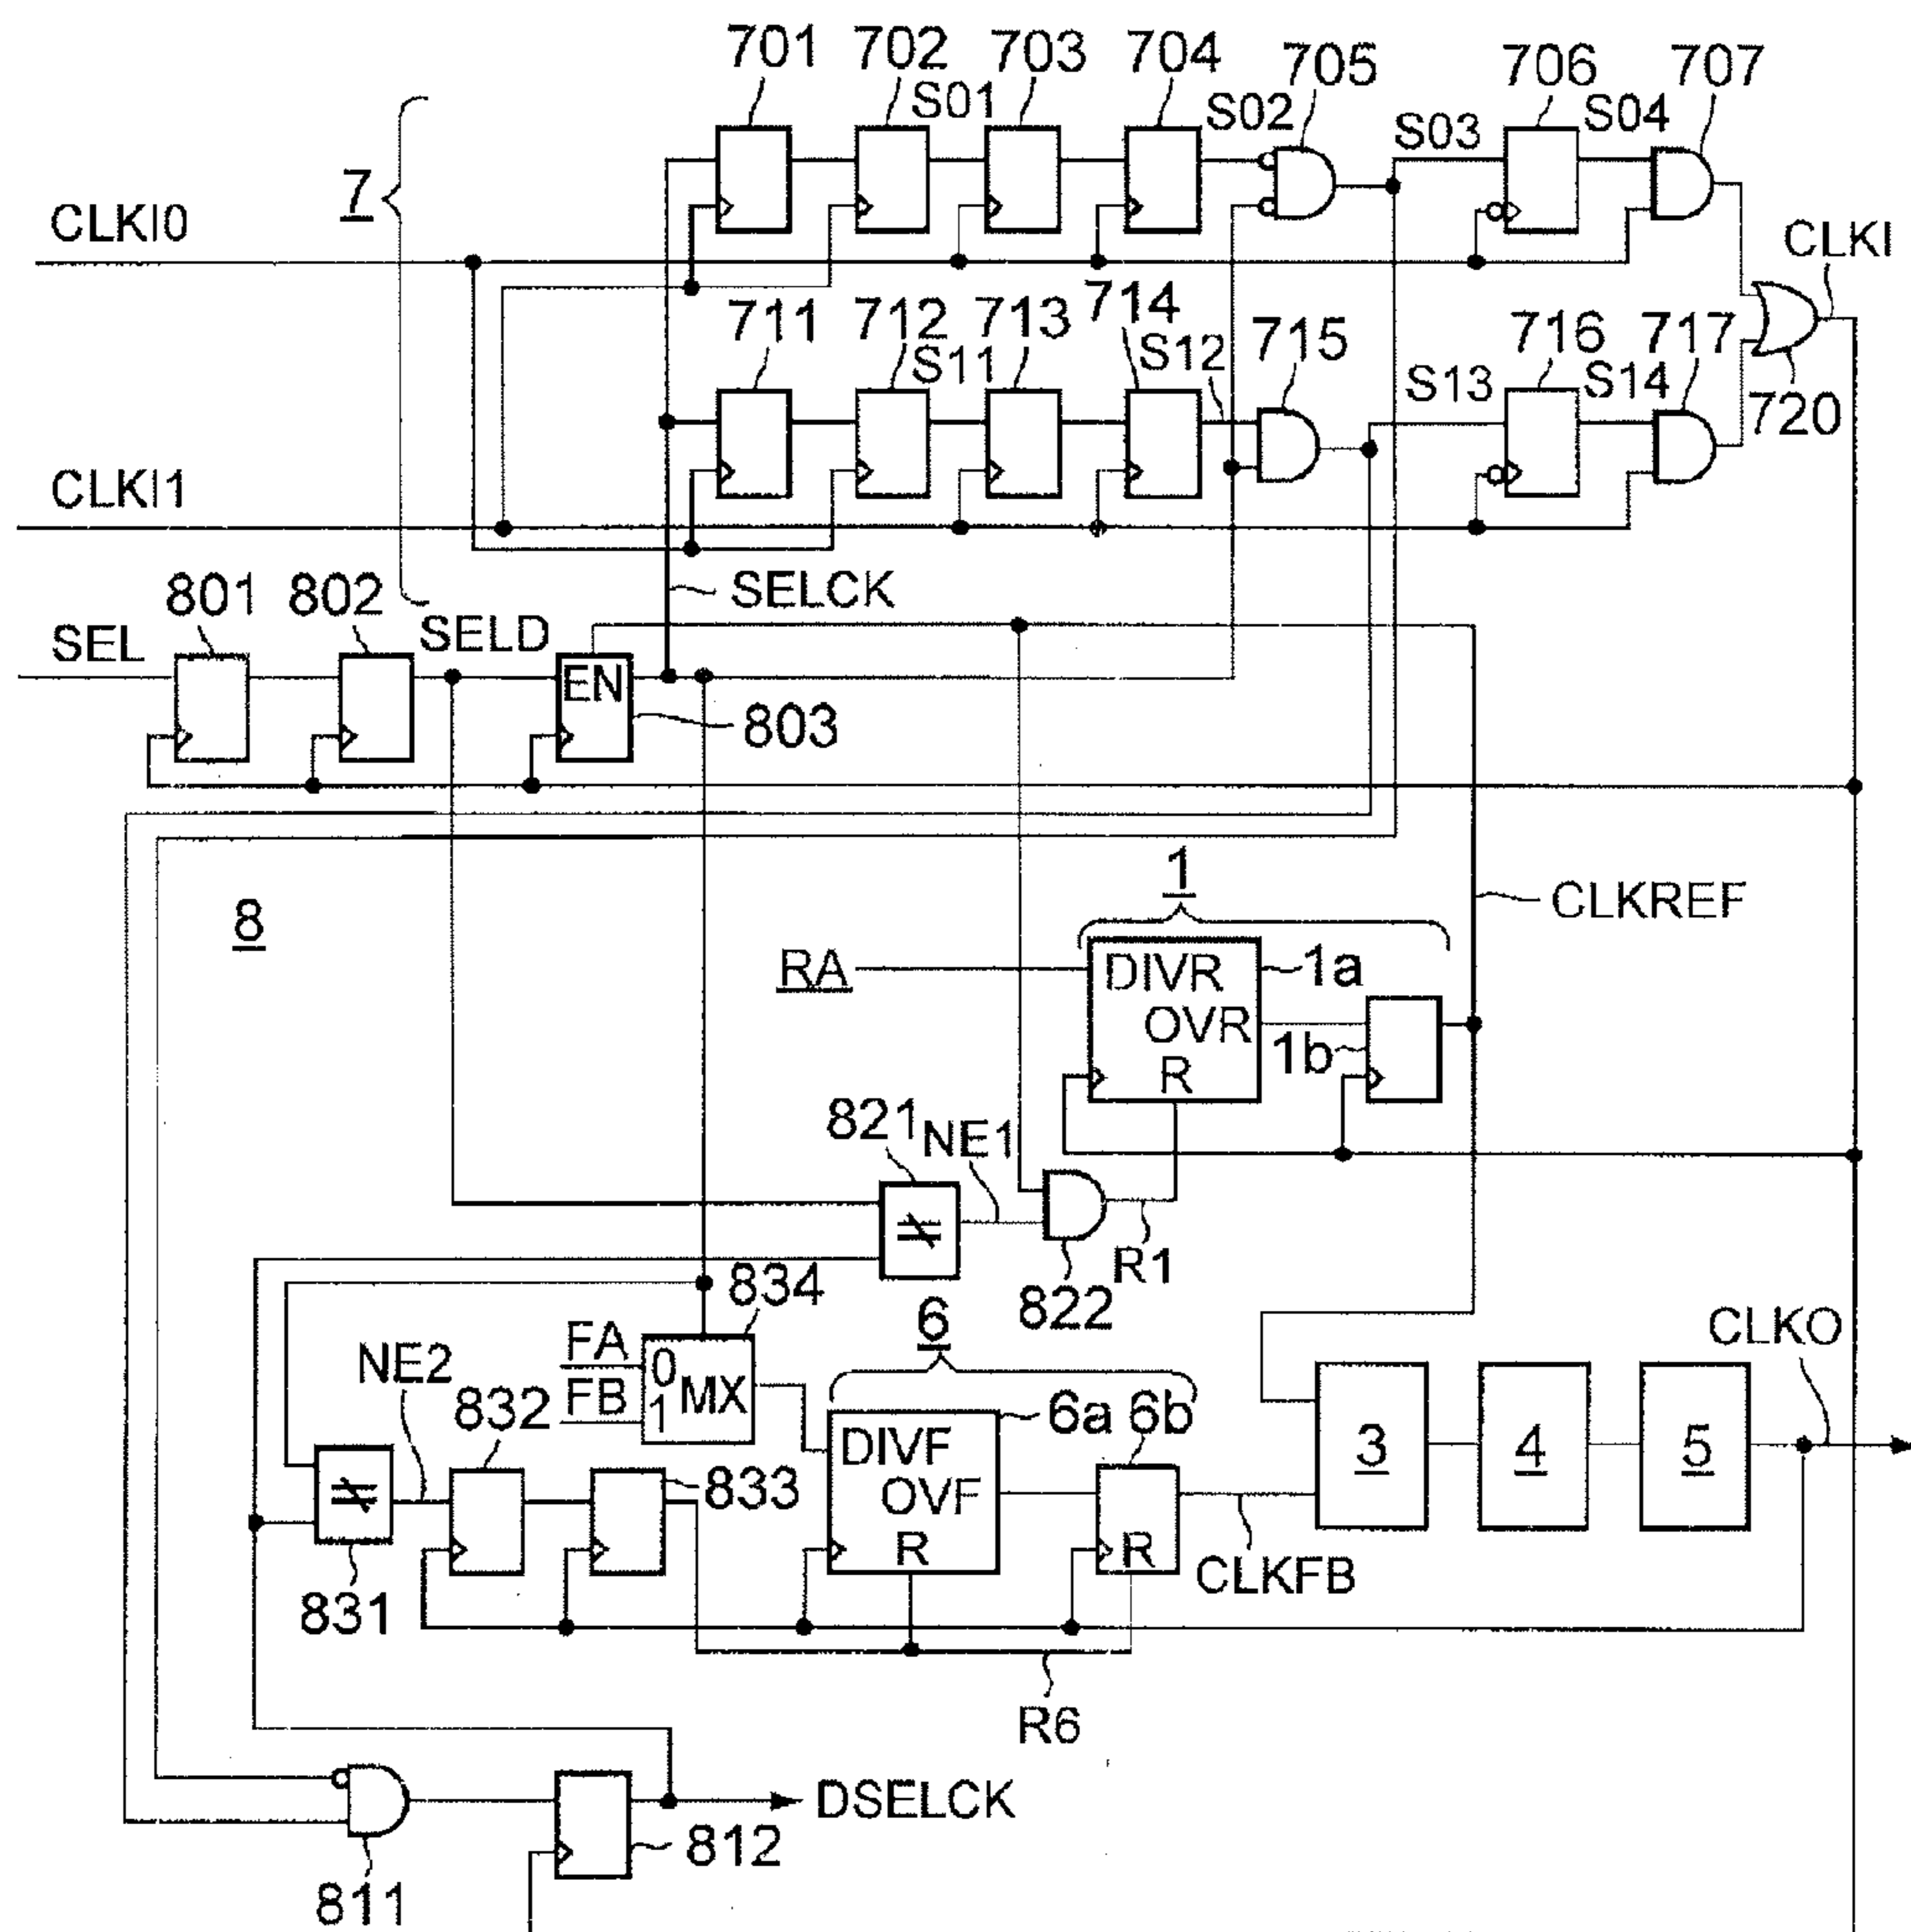 701 702 703 704 705 706 707
S01 S02 S03 S04
7
CLKI0
CLKI
711 712 713 714 715 716 717
S11 S12 S13 S14
720
CLKI1
SELCK
801 802 SELD
SEL
EN
803
8
1
CLKREF
RA
DIVR
1a
OVR
1b
R
821 NE1
R1
834 822
6
CLKO
FA
FB
0
1
MX
NE2
832
6a 6b
DIVF
OVF
R
R
3 4 5
833
831
CLKFB
R6
DSELCK
812
811